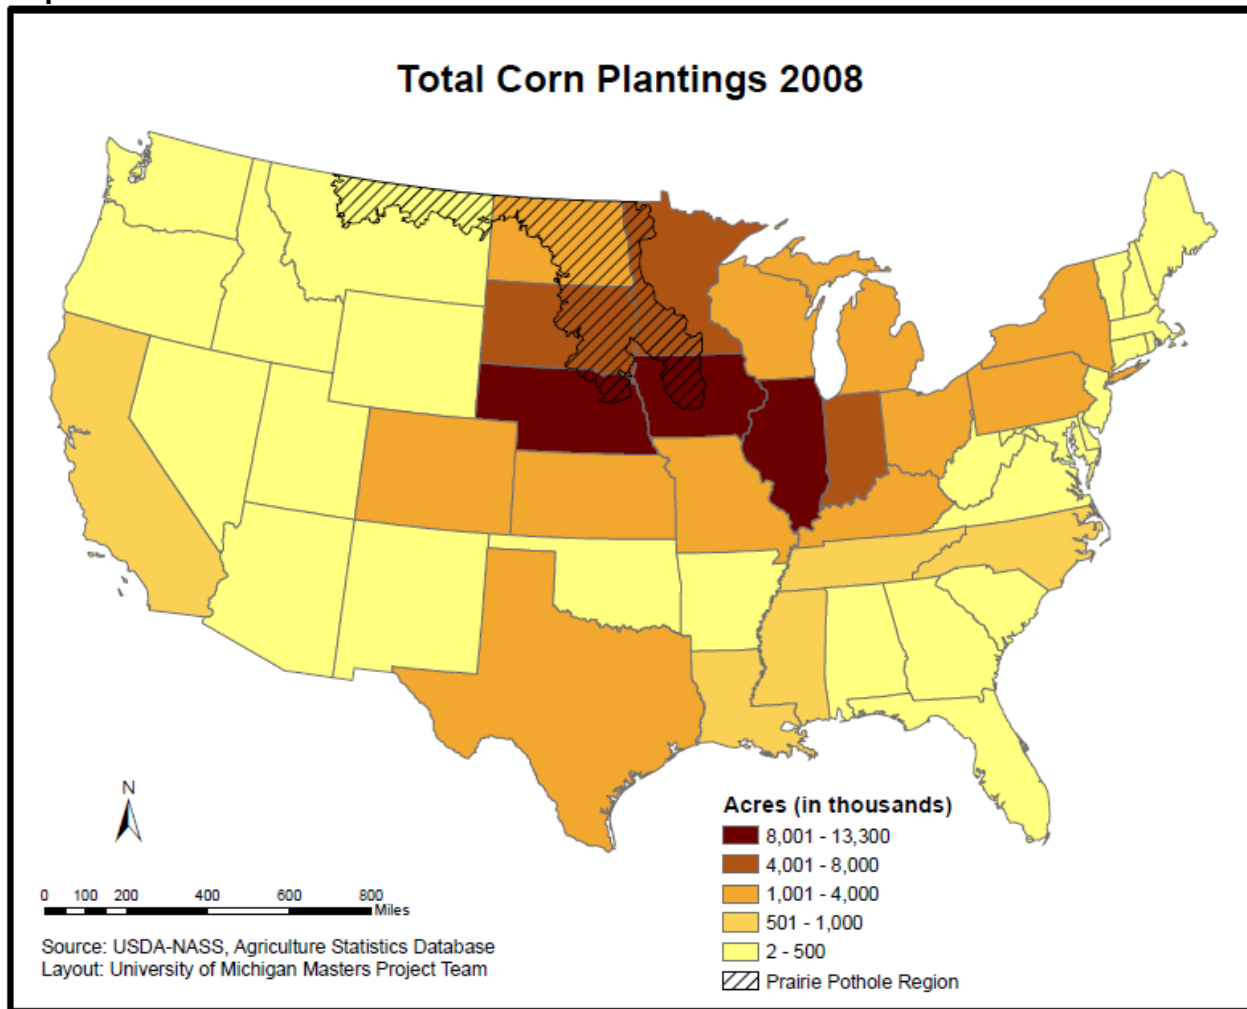 Total Corn Plantings 2008
N
0 100 200 400 600 800
Miles
Source: USDA-NASS, Agriculture Statistics Database
Layout: University of Michigan Masters Project Team
Acres (in thousands)
8,001 - 13,300
4,001 - 8,000
1,001 - 4,000
501 - 1,000
2 - 500
Prairie Pothole Region